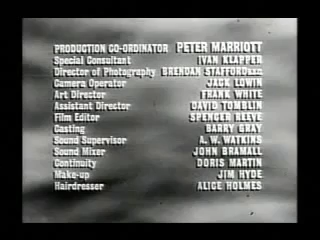 PRODUCTION CO-ORDINATOR PETER MARRIOTT
Special Consultant IVAN KLAPPER
Director of Photography BRENDAN STAFFORD B.S.C.
Camera Operator JACK LOWIN
Art Director FRANK WHITE
Assistant Director DAVID TOMBLIN
Film Editor SPENCER REEVE
Casting BARRY GRAY
Sound Supervisor A. W. WATKINS
Sound Mixer JOHN BRAMALL
Continuity DORIS MARTIN
Make-up JIM HYDE
Hairdresser ALICE HOLMES